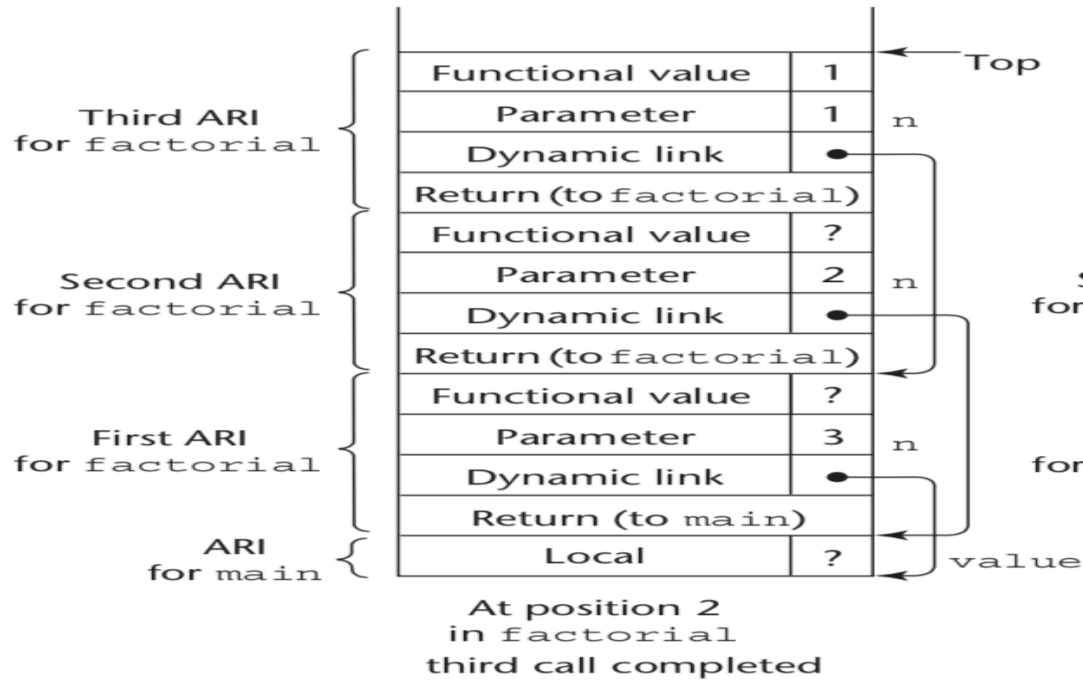 Top
Third ARI
for factorial
Functional value 1
Parameter 1 n
Dynamic link
Return (to factorial)
Second ARI
for factorial
Functional value ?
Parameter 2 n
Dynamic link
Return (to factorial)
First ARI
for factorial
Functional value ?
Parameter 3 n
Dynamic link
Return (to main)
ARI
for main
Local ? value
for
for
At position 2
in factorial
third call completed